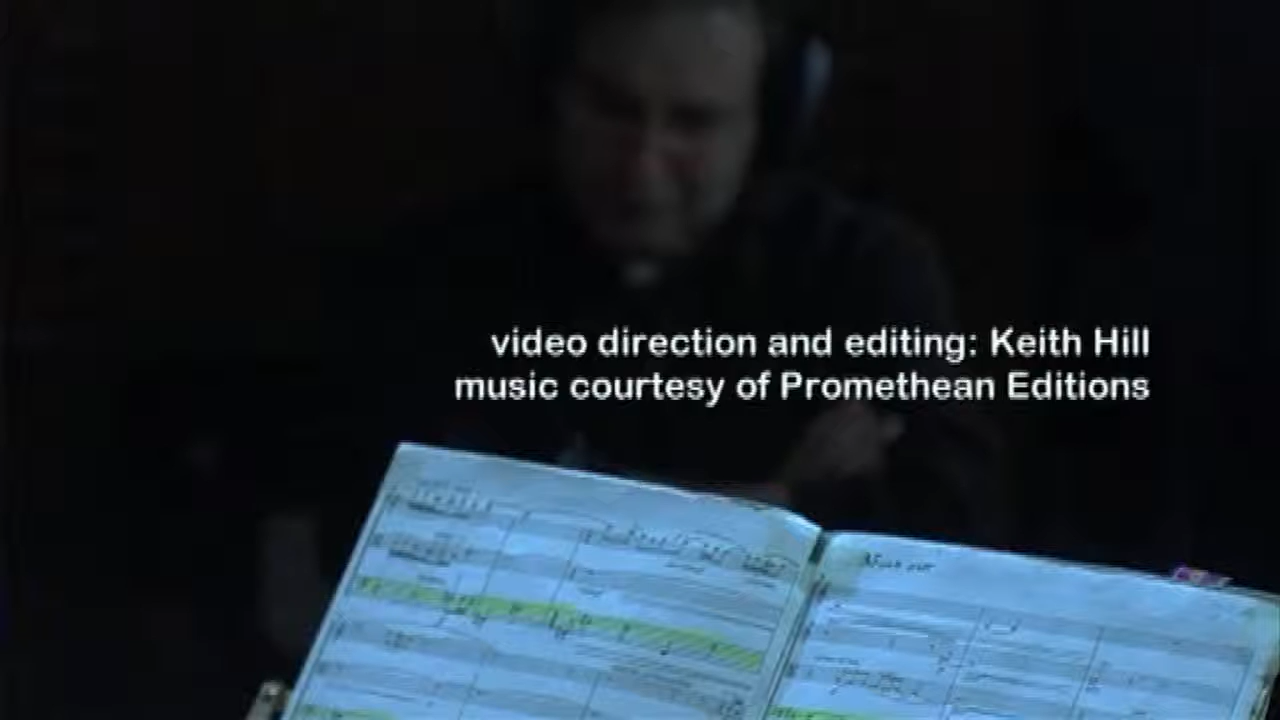 video direction and editing: Keith Hill
music courtesy of Promethean Editions